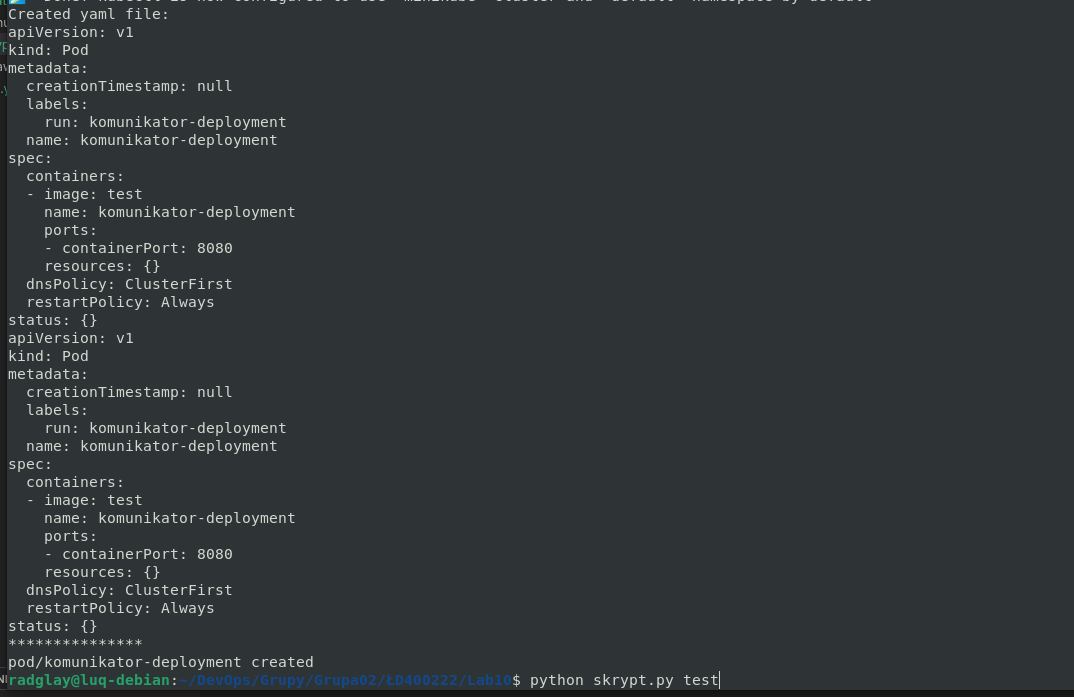 Created yaml file:
apiVersion: v1
kind: Pod
metadata:
  creationTimestamp: null
  labels:
    run: komunikator-deployment
  name: komunikator-deployment
spec:
  containers:
  - image: test
    name: komunikator-deployment
    ports:
    - containerPort: 8080
    resources: {}
  dnsPolicy: ClusterFirst
  restartPolicy: Always
status: {}
apiVersion: v1
kind: Pod
metadata:
  creationTimestamp: null
  labels:
    run: komunikator-deployment
  name: komunikator-deployment
spec:
  containers:
  - image: test
    name: komunikator-deployment
    ports:
    - containerPort: 8080
    resources: {}
  dnsPolicy: ClusterFirst
  restartPolicy: Always
status: {}
***************
pod/komunikator-deployment created
radglay@luq-debian:~/DevOps/Grupy/Grupa02/ŁD400222/Lab10$ python skrypt.py test